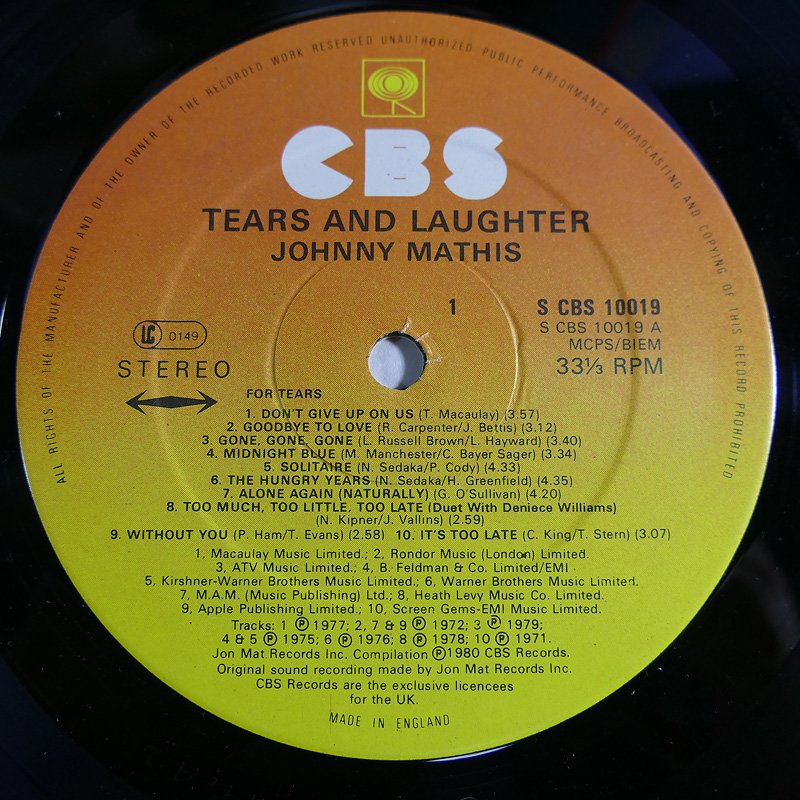 ALL RIGHTS OF THE MANUFACTURER AND OF THE OWNER OF THE RECORDED WORK RESERVED UNAUTHORIZED PUBLIC PERFORMANCE BROADCASTING AND COPYING OF THIS RECORD PROHIBITED
CBS
TEARS AND LAUGHTER
JOHNNY MATHIS
1
S CBS 10019
S CBS 10019 A
MCPS/BIEM
33⅓ RPM
LC 0149
STEREO
FOR TEARS
1. DON'T GIVE UP ON US (T. Macaulay) (3.57)
2. GOODBYE TO LOVE (R. Carpenter/J. Bettis) (3.12)
3. GONE, GONE, GONE (L. Russell Brown/L. Hayward) (3.40)
4. MIDNIGHT BLUE (M. Manchester/C. Bayer Sager) (3.34)
5. SOLITAIRE (N. Sedaka/P. Cody) (4.33)
6. THE HUNGRY YEARS (N. Sedaka/H. Greenfield) (4.35)
7. ALONE AGAIN (NATURALLY) (G. O'Sullivan) (4.20)
8. TOO MUCH, TOO LITTLE, TOO LATE (Duet With Deniece Williams)
(N. Kipner/J. Vallins) (2.59)
9. WITHOUT YOU (P. Ham/T. Evans) (2.58) 10. IT'S TOO LATE (C. King/T. Stern) (3.07)
1, Macaulay Music Limited.; 2, Rondor Music (London) Limited.
3, ATV Music Limited.; 4, B. Feldman & Co. Limited/EMI
5, Kirshner-Warner Brothers Music Limited.; 6, Warner Brothers Music Limited.
7, M.A.M. (Music Publishing) Ltd.; 8, Heath Levy Music Co. Limited.
9, Apple Publishing Limited.; 10, Screen Gems-EMI Music Limited.
Tracks: 1 ℗ 1977; 2, 7 & 9 ℗ 1972; 3 ℗ 1979;
4 & 5 ℗ 1975; 6 ℗ 1976; 8 ℗ 1978; 10 ℗ 1971.
Jon Mat Records Inc. Compilation ℗ 1980 CBS Records.
Original sound recording made by Jon Mat Records Inc.
CBS Records are the exclusive licencees
for the UK.
MADE IN ENGLAND